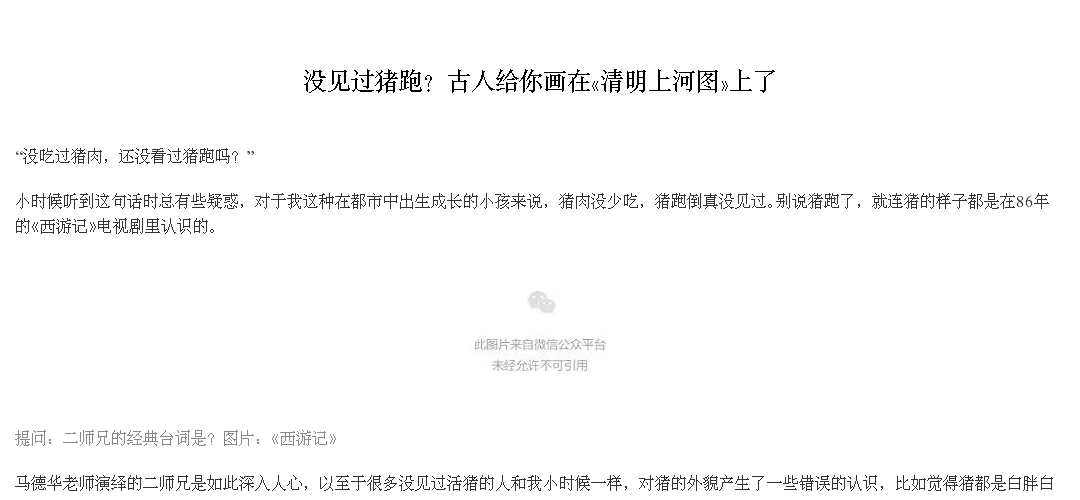 没见过猪跑？古人给你画在《清明上河图》上了
“没吃过猪肉，还没看过猪跑吗？”
小时候听到这句话时总有些疑惑，对于我这种在都市中出生成长的小孩来说，猪肉没少吃，猪跑倒真没见过。别说猪跑了，就连猪的样子都是在86年
的《西游记》电视剧里认识的。
此图片来自微信公众平台
未经允许不可引用
提问：二师兄的经典台词是？图片：《西游记》
马德华老师演绎的二师兄是如此深入人心，以至于很多没见过活猪的人和我小时候一样，对猪的外貌产生了一些错误的认识，比如觉得猪都是白胖白